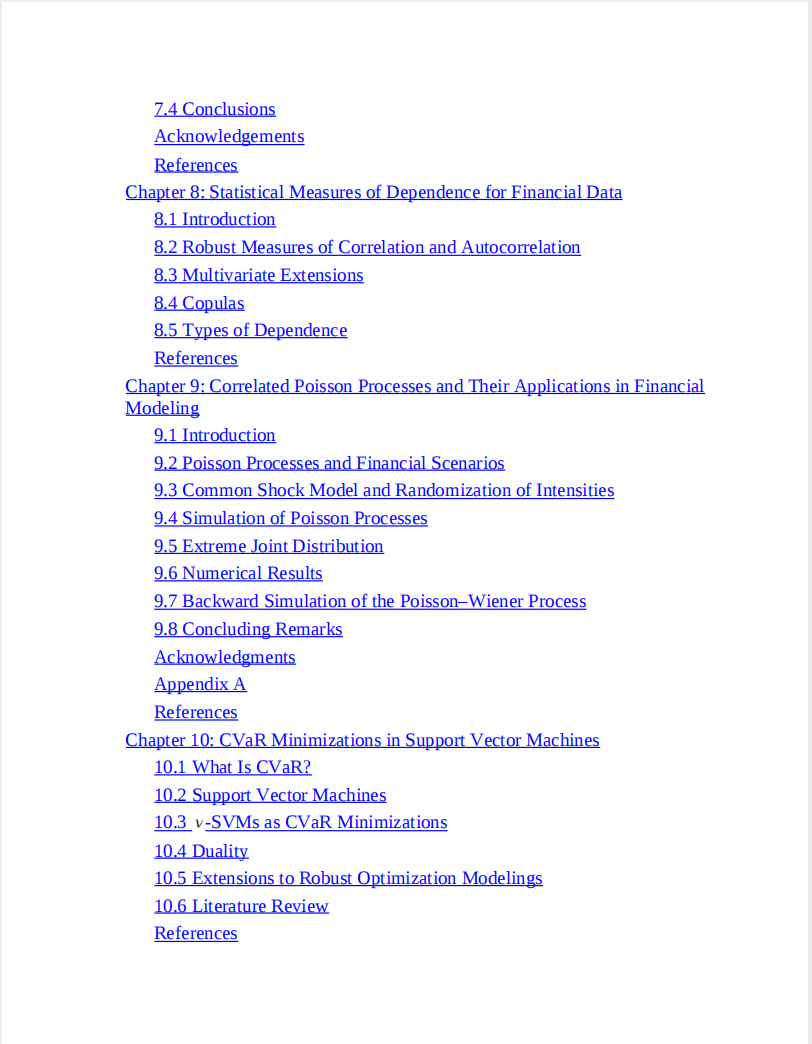 7.4 Conclusions
Acknowledgements
References
Chapter 8: Statistical Measures of Dependence for Financial Data
8.1 Introduction
8.2 Robust Measures of Correlation and Autocorrelation
8.3 Multivariate Extensions
8.4 Copulas
8.5 Types of Dependence
References
Chapter 9: Correlated Poisson Processes and Their Applications in Financial
Modeling
9.1 Introduction
9.2 Poisson Processes and Financial Scenarios
9.3 Common Shock Model and Randomization of Intensities
9.4 Simulation of Poisson Processes
9.5 Extreme Joint Distribution
9.6 Numerical Results
9.7 Backward Simulation of the Poisson–Wiener Process
9.8 Concluding Remarks
Acknowledgments
Appendix A
References
Chapter 10: CVaR Minimizations in Support Vector Machines
10.1 What Is CVaR?
10.2 Support Vector Machines
10.3 ν-SVMs as CVaR Minimizations
10.4 Duality
10.5 Extensions to Robust Optimization Modelings
10.6 Literature Review
References